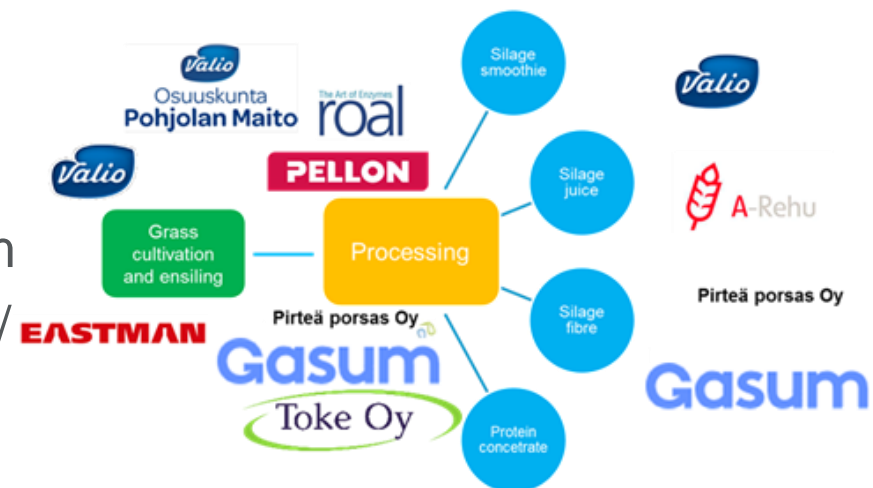 Valio
Osuuskunta
Pohjolan Maito
The Art of Enzymes
roal
Valio
PELLON
Grass
cultivation
and ensiling
Processing
n
/
EASTMAN
Pirteä porsas Oy
Gasum
Toke Oy
Silage
smoothie
Silage
juice
Silage
fibre
Protein
concetrate
Valio
A-Rehu
Pirteä porsas Oy
Gasum